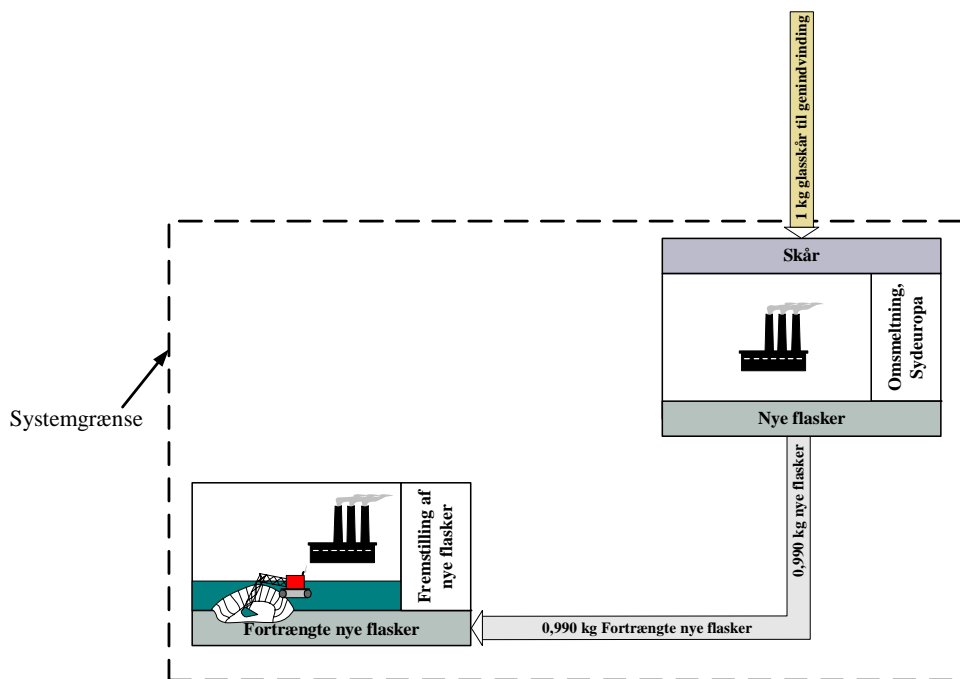 1 kg glasskår til genindvinding
Skår
Omsmeltning,
Sydeuropa
Nye flasker
Systemgrænse
0,990 kg nye flasker
Fremstilling af
nye flasker
Fortrængte nye flasker
0,990 kg Fortrængte nye flasker